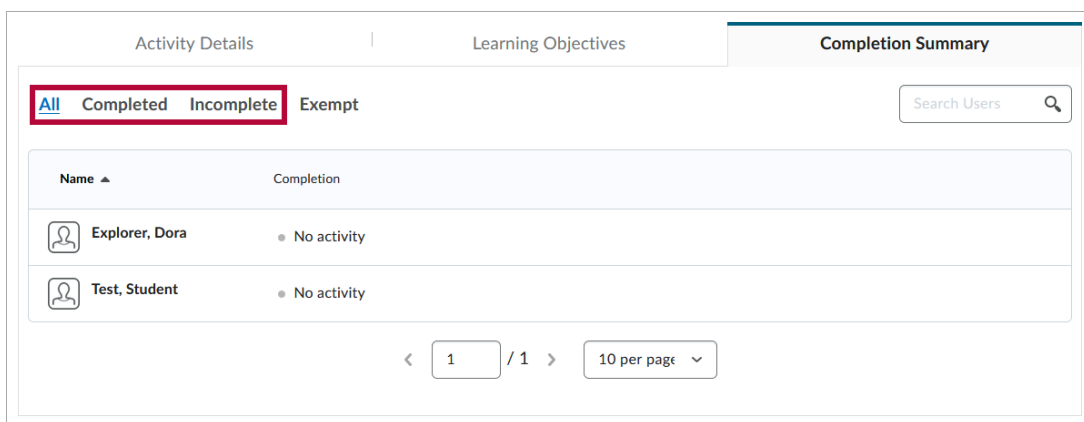 Activity Details Learning Objectives Completion Summary
All Completed Incomplete Exempt Search Users
Name Completion
Explorer, Dora No activity
Test, Student No activity
1 / 1 10 per page